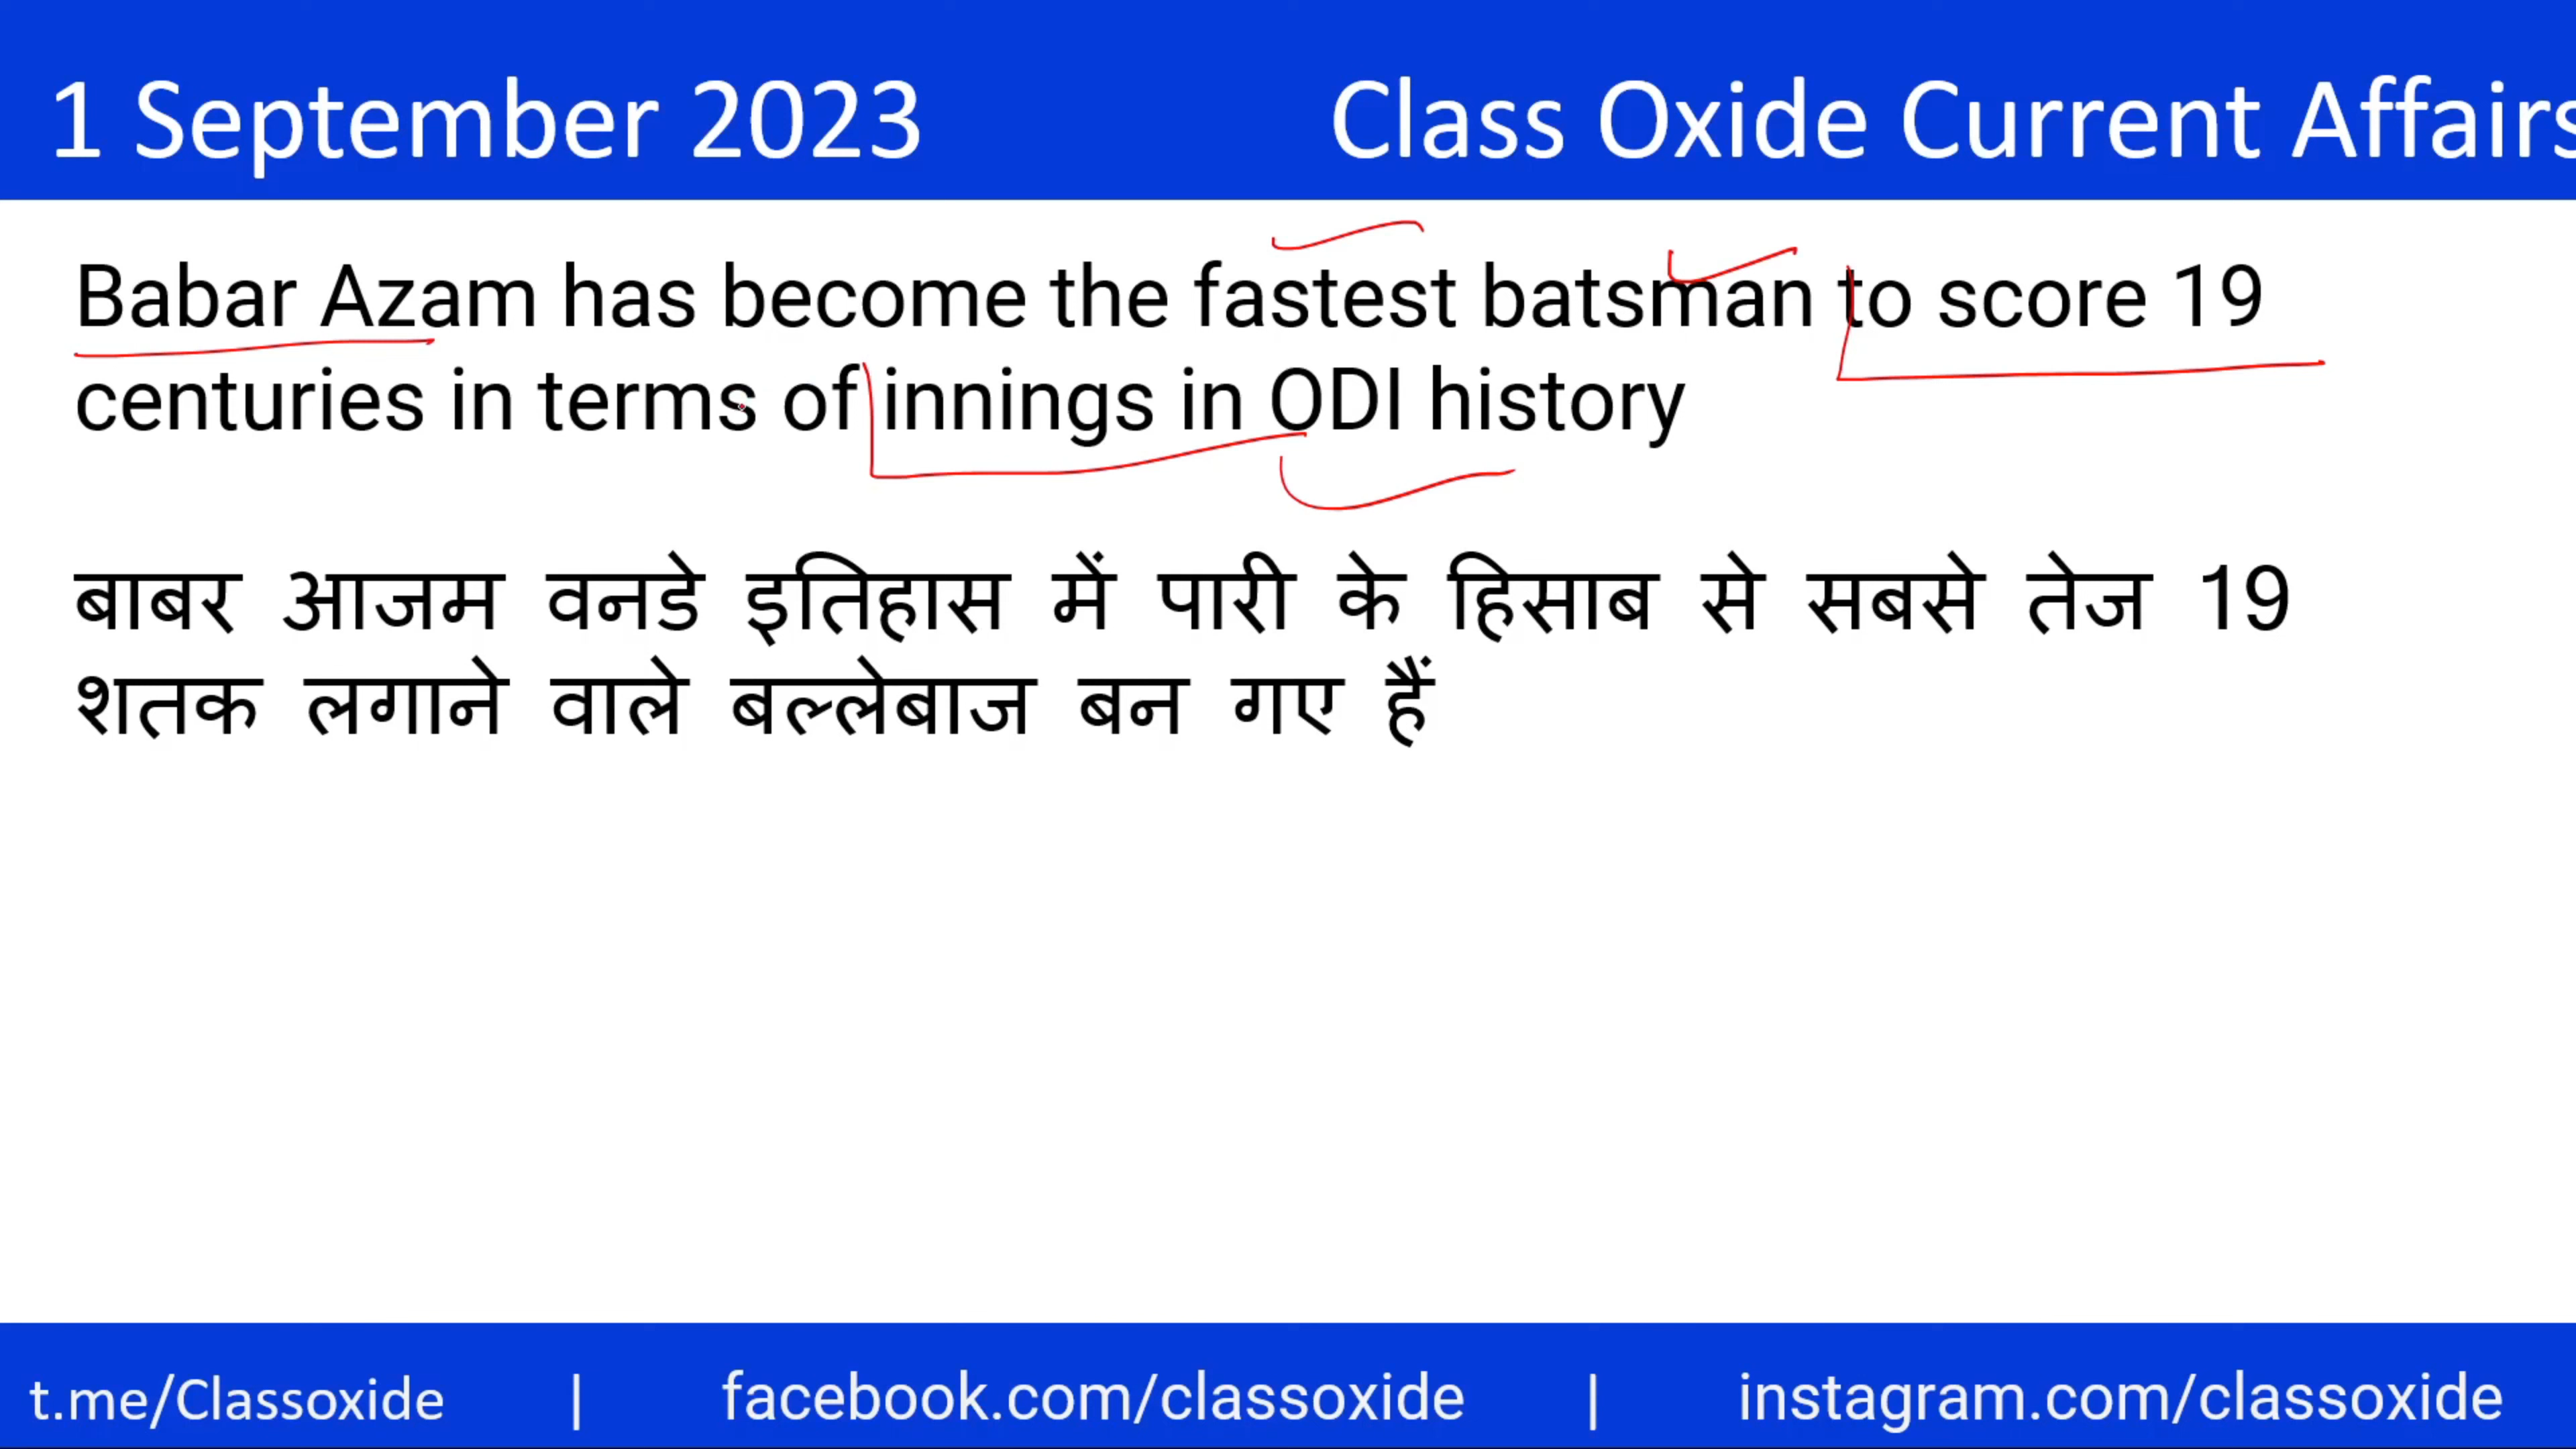 1 September 2023 Class Oxide Current Affairs
Babar Azam has become the fastest batsman to score 19
centuries in terms of innings in ODI history
बाबर आजम वनडे इतिहास में पारी के हिसाब से सबसे तेज 19
शतक लगाने वाले बल्लेबाज बन गए हैं
t.me/Classoxide | facebook.com/classoxide | instagram.com/classoxide